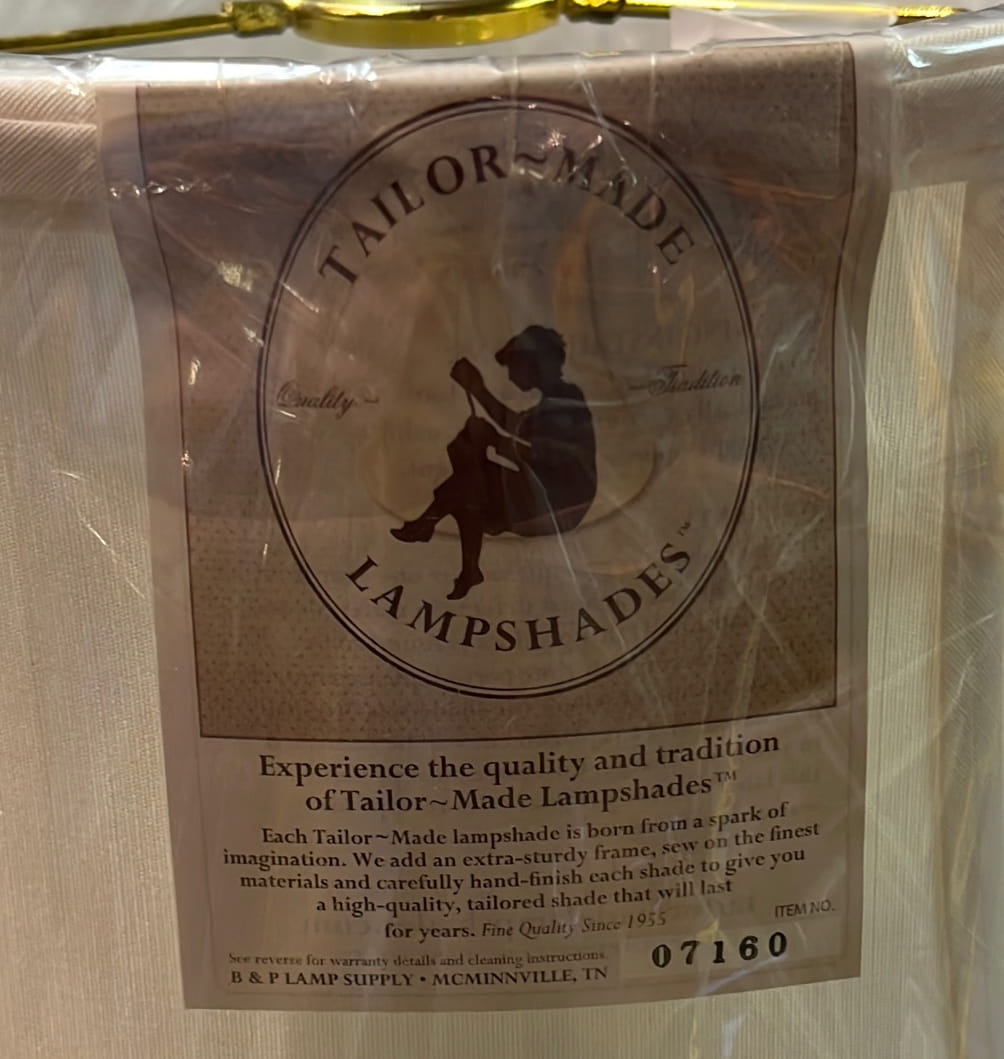 TAILOR~MADE
Quality~
~Tradition
LAMPSHADES™
Experience the quality and tradition
of Tailor~Made Lampshades™
Each Tailor~Made lampshade is born from a spark of
imagination. We add an extra-sturdy frame, sew on the finest
materials and carefully hand-finish each shade to give you
a high-quality, tailored shade that will last
for years. Fine Quality Since 1955
ITEM NO.
07160
See reverse for warranty details and cleaning instructions.
B & P LAMP SUPPLY • MCMINNVILLE, TN